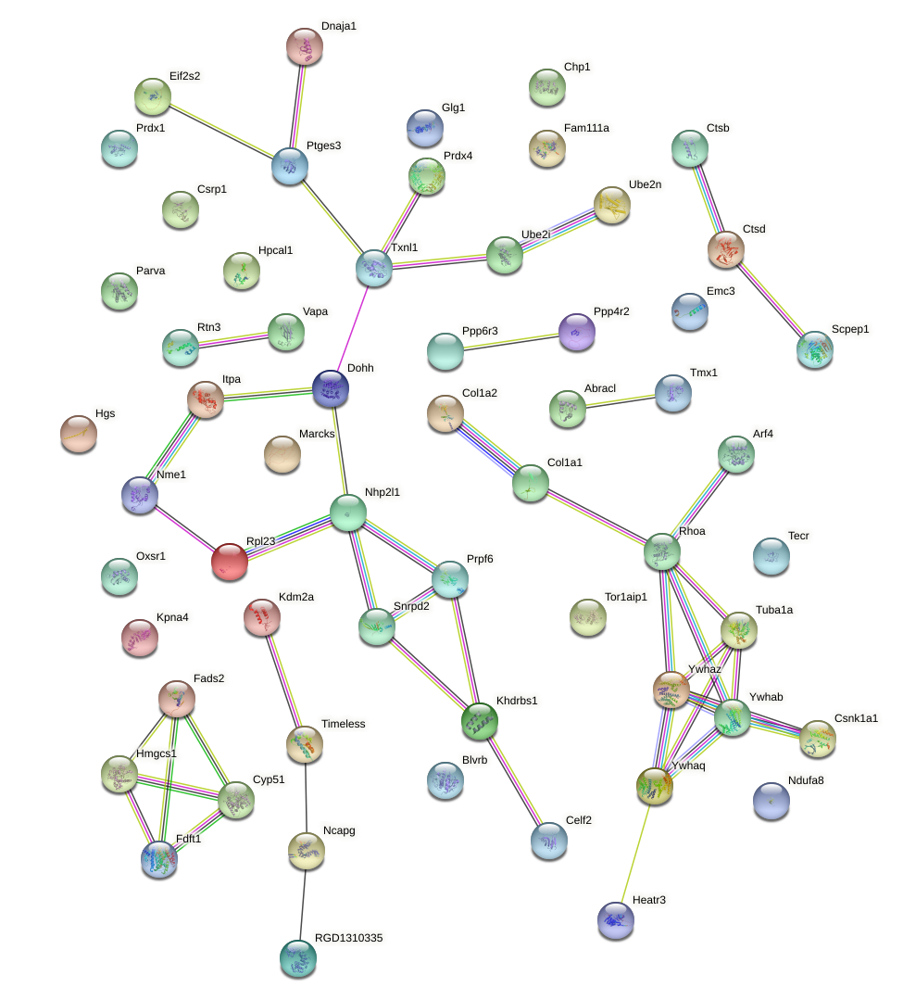 Dnaja1
Chp1
Eif2s2
Glg1
Prdx1
Fam111a
Ctsb
Ptges3
Prdx4
Ube2n
Csrp1
Ctsd
Ube2i
Txnl1
Hpcal1
Parva
Emc3
Vapa
Rtn3
Ppp6r3
Ppp4r2
Scpep1
Dohh
Tmx1
Itpa
Abracl
Col1a2
Hgs
Marcks
Arf4
Col1a1
Nme1
Nhp2l1
Rhoa
Tecr
Rpl23
Oxsr1
Prpf6
Kdm2a
Tor1aip1
Snrpd2
Tuba1a
Kpna4
Ywhaz
Fads2
Ywhab
Khdrbs1
Csnk1a1
Timeless
Hmgcs1
Blvrb
Ywhaq
Cyp51
Ndufa8
Ncapg
Celf2
Fdft1
Heatr3
RGD1310335